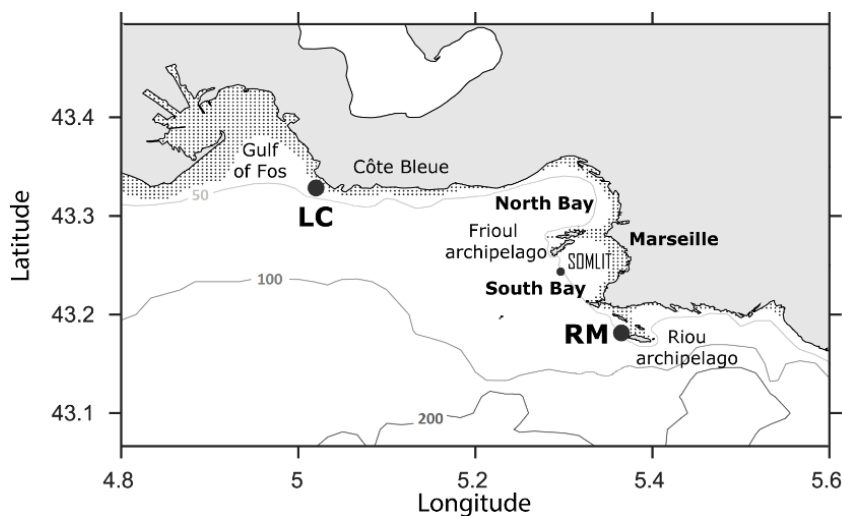 43.4
43.3
43.2
43.1
Latitude
Gulf
of Fos
Côte Bleue
50
LC
North Bay
Frioul
archipelago
SOMLIT
Marseille
100
South Bay
RM
Riou
archipelago
200
4.8
5
5.2
5.4
5.6
Longitude